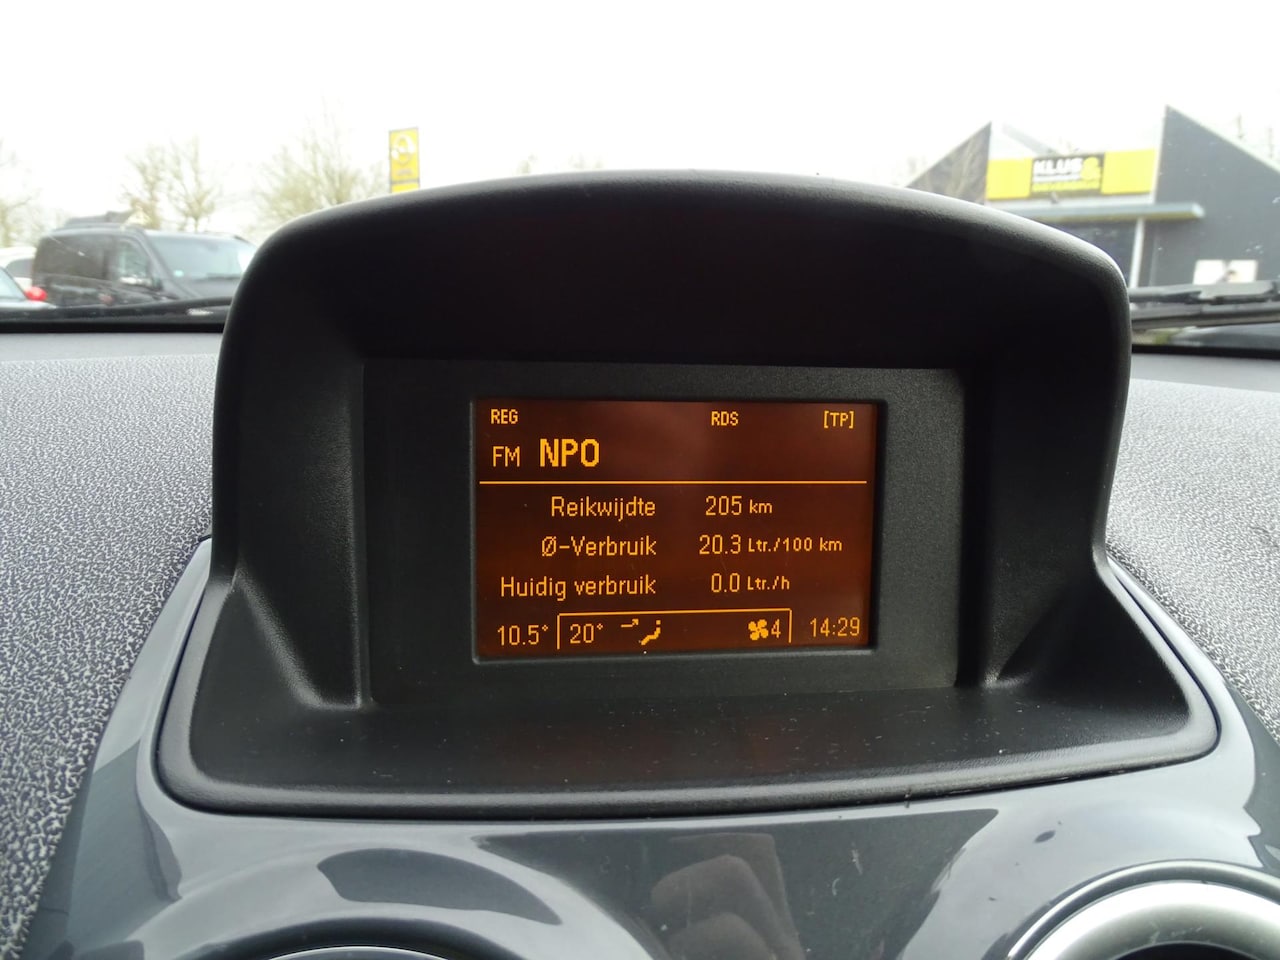 KLUS&
REG RDS [TP]
FM NPO
Reikwijdte 205 km
Ø-Verbruik 20.3 Ltr./100 km
Huidig verbruik 0.0 Ltr./h
10.5° 20° 4 14:29